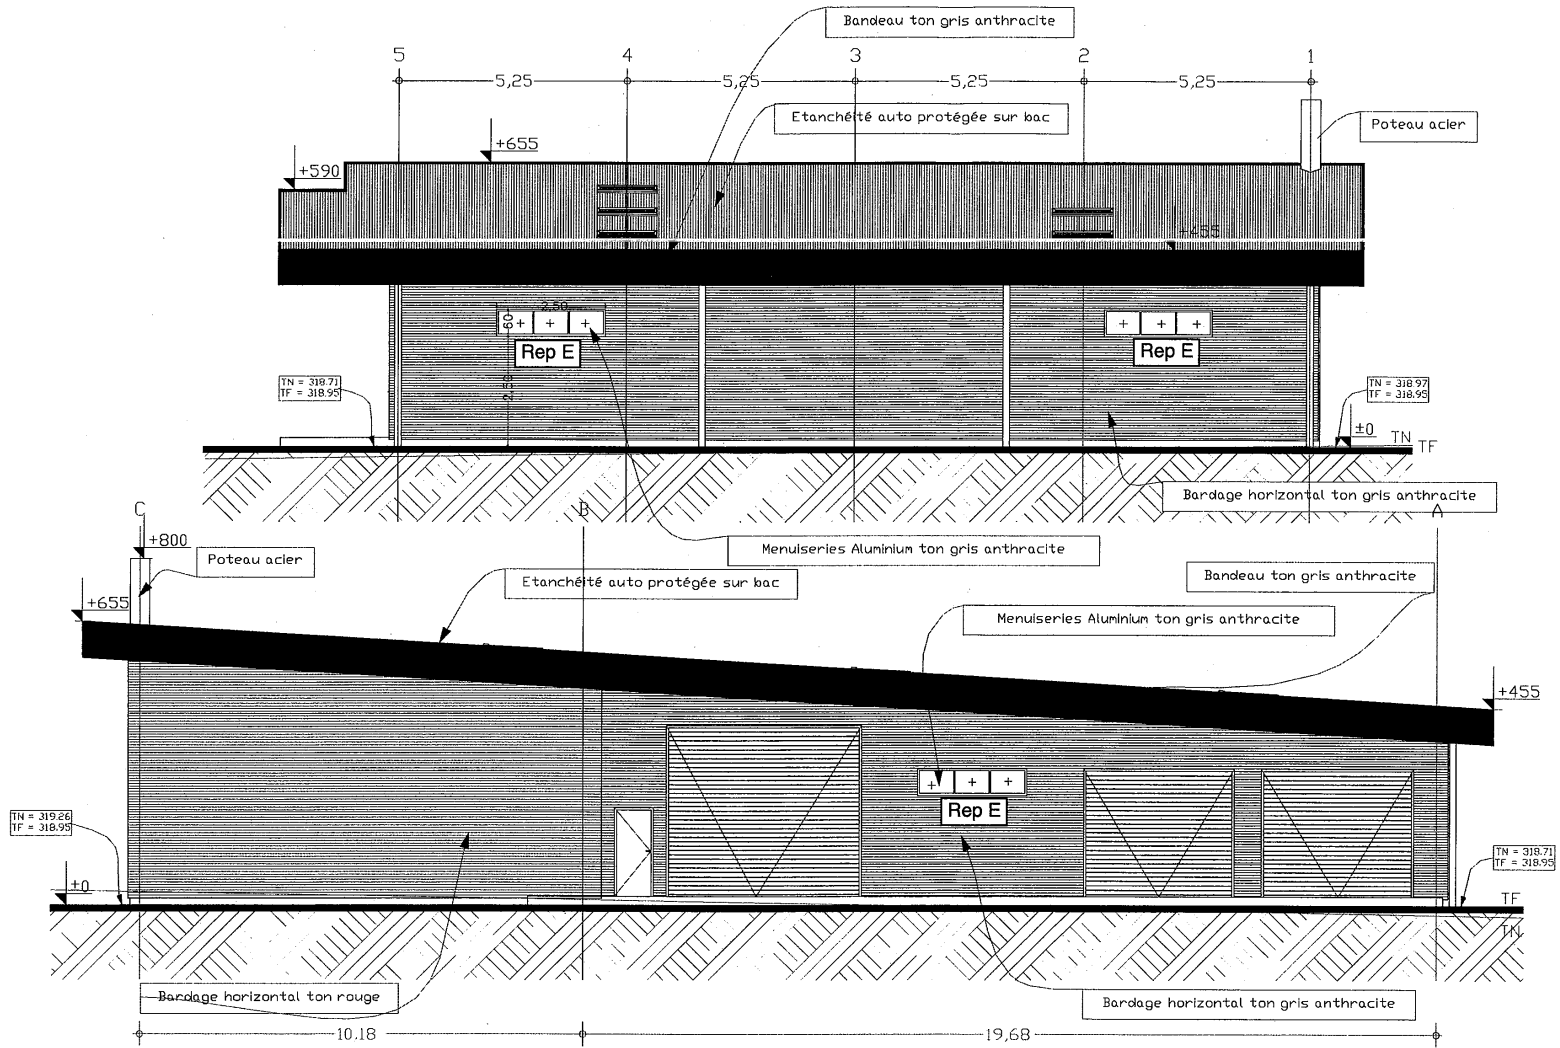 Bandeau ton gris anthracite
5 4 3 2 1
5,25 5,25 5,25 5,25
Etanchéité auto protégée sur bac
Poteau acier
+655
+590
+455
2,50
60
Rep E
Rep E
2,50
TN = 318.71
TF = 318.95
TN = 318.97
TF = 318.95
±0
TN
TF
Bardage horizontal ton gris anthracite
C B A
+800
Poteau acier
Menuiseries Aluminium ton gris anthracite
Etanchéité auto protégée sur bac
Bandeau ton gris anthracite
+655
Menuiseries Aluminium ton gris anthracite
+455
Rep E
TN = 319.26
TF = 318.95
TN = 318.71
TF = 318.95
±0
TF
TN
Bardage horizontal ton rouge
Bardage horizontal ton gris anthracite
10,18 19,68